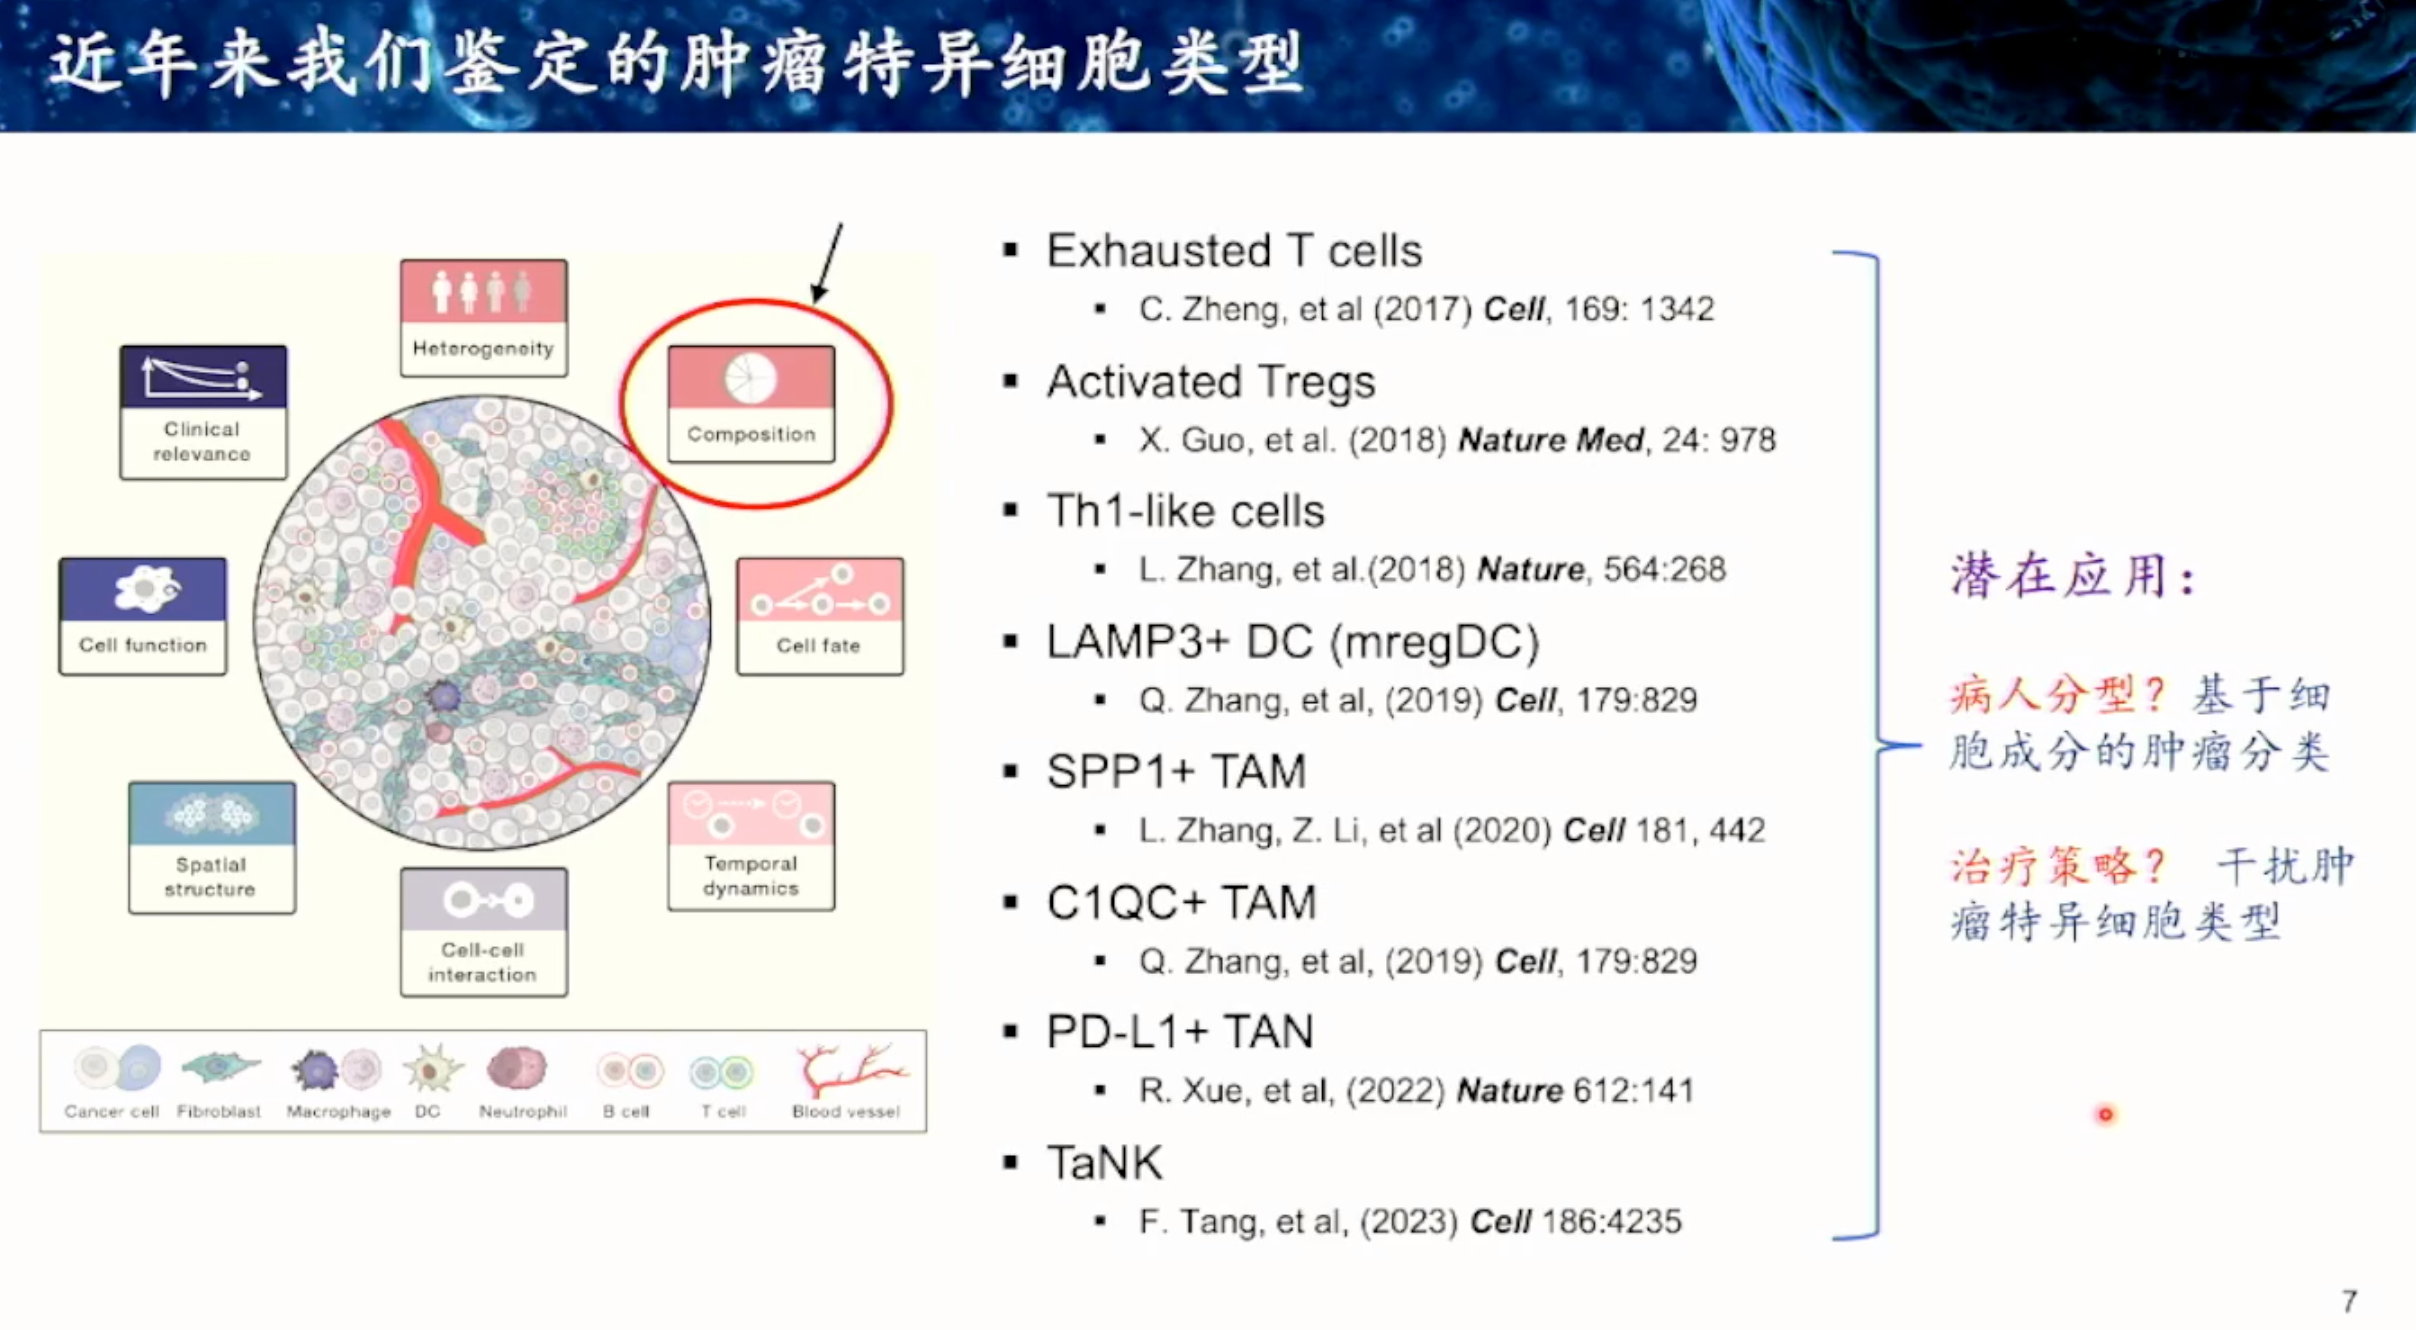 近年来我们鉴定的肿瘤特异细胞类型
Heterogeneity
Composition
Clinical
relevance
Cell function
Cell fate
Spatial
structure
Temporal
dynamics
Cell-cell
interaction
Cancer cell
Fibroblast
Macrophage
DC
Neutrophil
B cell
T cell
Blood vessel
▪ Exhausted T cells
▪ C. Zheng, et al (2017) Cell, 169: 1342
▪ Activated Tregs
▪ X. Guo, et al. (2018) Nature Med, 24: 978
▪ Th1-like cells
▪ L. Zhang, et al.(2018) Nature, 564:268
▪ LAMP3+ DC (mregDC)
▪ Q. Zhang, et al, (2019) Cell, 179:829
▪ SPP1+ TAM
▪ L. Zhang, Z. Li, et al (2020) Cell 181, 442
▪ C1QC+ TAM
▪ Q. Zhang, et al, (2019) Cell, 179:829
▪ PD-L1+ TAN
▪ R. Xue, et al, (2022) Nature 612:141
▪ TaNK
▪ F. Tang, et al, (2023) Cell 186:4235
潜在应用：
病人分型？基于细
胞成分的肿瘤分类
治疗策略？ 干扰肿
瘤特异细胞类型
7